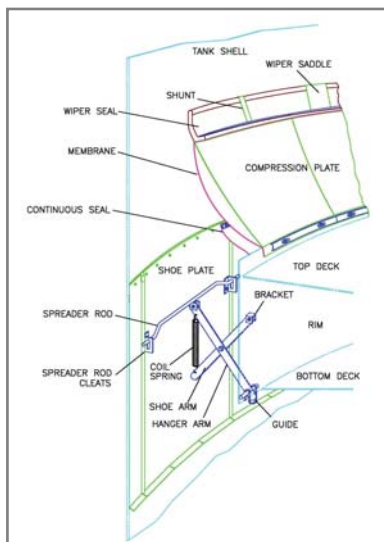 TANK SHELL
WIPER SADDLE
SHUNT
WIPER SEAL
MEMBRANE
COMPRESSION PLATE
CONTINUOUS SEAL
SHOE PLATE
TOP DECK
BRACKET
SPREADER ROD
RIM
COIL
SPRING
SPREADER ROD
CLEATS
BOTTOM DECK
SHOE ARM
HANGER ARM
GUIDE